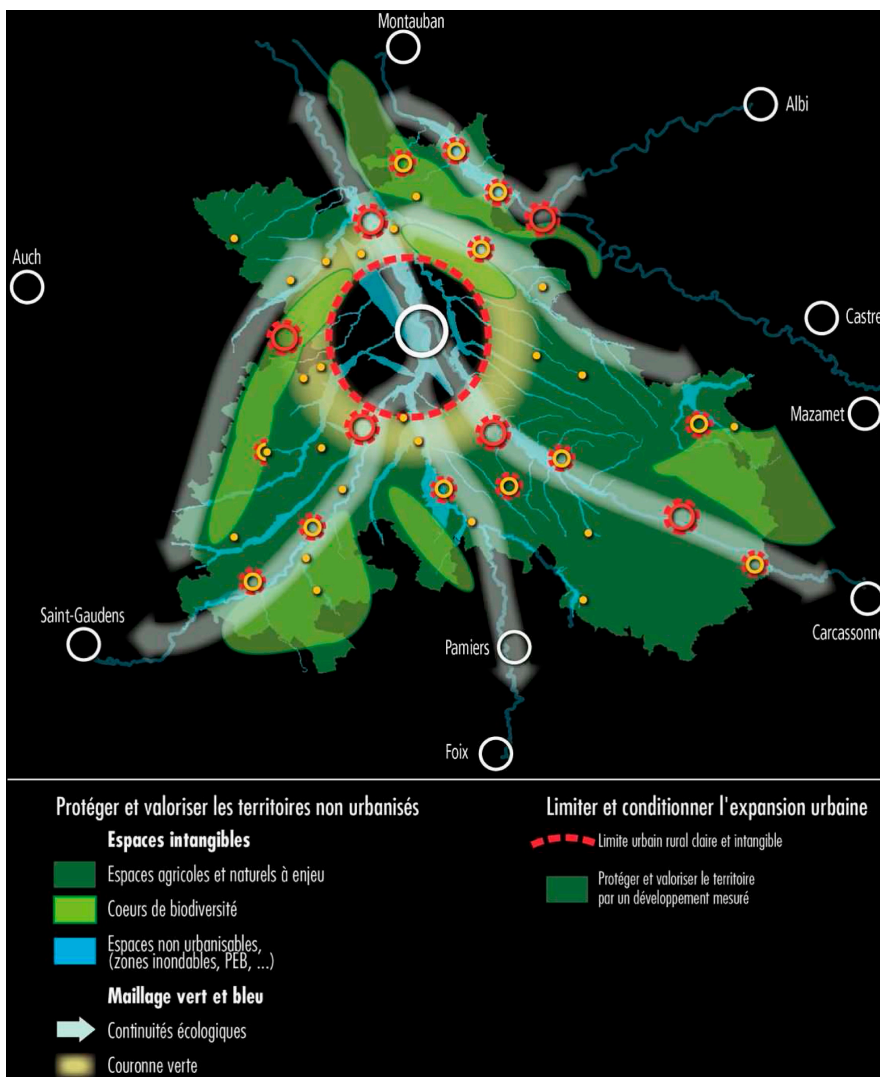 Montauban
Albi
Auch
Castre
Mazamet
Saint-Gaudens
Pamiers
Carcassonne
Foix
Protéger et valoriser les territoires non urbanisés
Espaces intangibles
Espaces agricoles et naturels à enjeu
Coeurs de biodiversité
Espaces non urbanisables,
(zones inondables, PEB, ...)
Maillage vert et bleu
Continuités écologiques
Couronne verte
Limiter et conditionner l'expansion urbaine
Limite urbain rural claire et intangible
Protéger et valoriser le territoire
par un développement mesuré